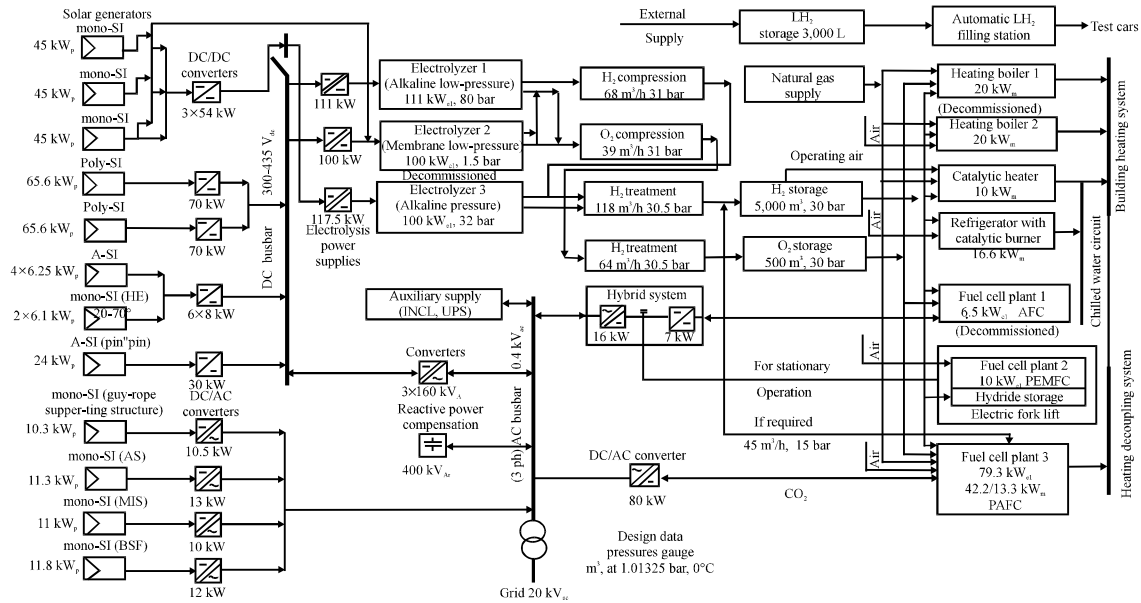 Solar generators
mono-SI
45 kWp
mono-SI
45 kWp
mono-SI
45 kWp
DC/DC
converters
3×54 kW
Poly-SI
65.6 kWp
70 kW
Poly-SI
65.6 kWp
70 kW
A-SI
4×6.25 kWp
mono-SI (HE)
20-70°
2×6.1 kWp
6×8 kW
A-SI (pin"pin)
24 kWp
30 kW
mono-SI (guy-rope
supper-ting structure)
DC/AC
converters
10.3 kWp
10.5 kW
mono-SI (AS)
11.3 kWp
13 kW
mono-SI (MIS)
11 kWp
10 kW
mono-SI (BSF)
11.8 kWp
12 kW
300-435 Vdc
DC busbar
111 kW
100 kW
117.5 kW
Electrolysis
power
supplies
Electrolyzer 1
(Alkaline low-pressure)
111 kWel, 80 bar
Electrolyzer 2
(Membrane low-pressure)
100 kWel, 1.5 bar
Decommissioned
Electrolyzer 3
(Alkaline pressure)
100 kWel, 32 bar
H2 compression
68 m3/h 31 bar
O2 compression
39 m3/h 31 bar
H2 treatment
118 m3/h 30.5 bar
H2 treatment
64 m3/h 30.5 bar
H2 storage
5,000 m3, 30 bar
O2 storage
500 m3, 30 bar
External
Supply
LH2
storage 3,000 L
Automatic LH2
filling station
Test cars
Natural gas
supply
Operating air
Air
Air
Air
Air
Heating boiler 1
20 kWm
(Decommissioned)
Heating boiler 2
20 kWm
Catalytic heater
10 kWm
Refrigerator with
catalytic burner
16.6 kWm
Fuel cell plant 1
6.5 kWel AFC
(Decommissioned)
Fuel cell plant 2
10 kWel PEMFC
Hydride storage
Electric fork lift
Fuel cell plant 3
79.3 kWel
42.2/13.3 kWm
PAFC
Building heating system
Chilled water circuit
Heating decoupling system
Auxiliary supply
(INCL, UPS)
Converters
3×160 kVA
Reactive power
compensation
400 kVAr
0.4 kVac
(3 ph) AC busbar
Hybrid system
16 kW
7 kW
For stationary
Operation
If required
45 m3/h, 15 bar
DC/AC converter
80 kW
CO2
Design data
pressures gauge
m3, at 1.01325 bar, 0°C
Grid 20 kVac